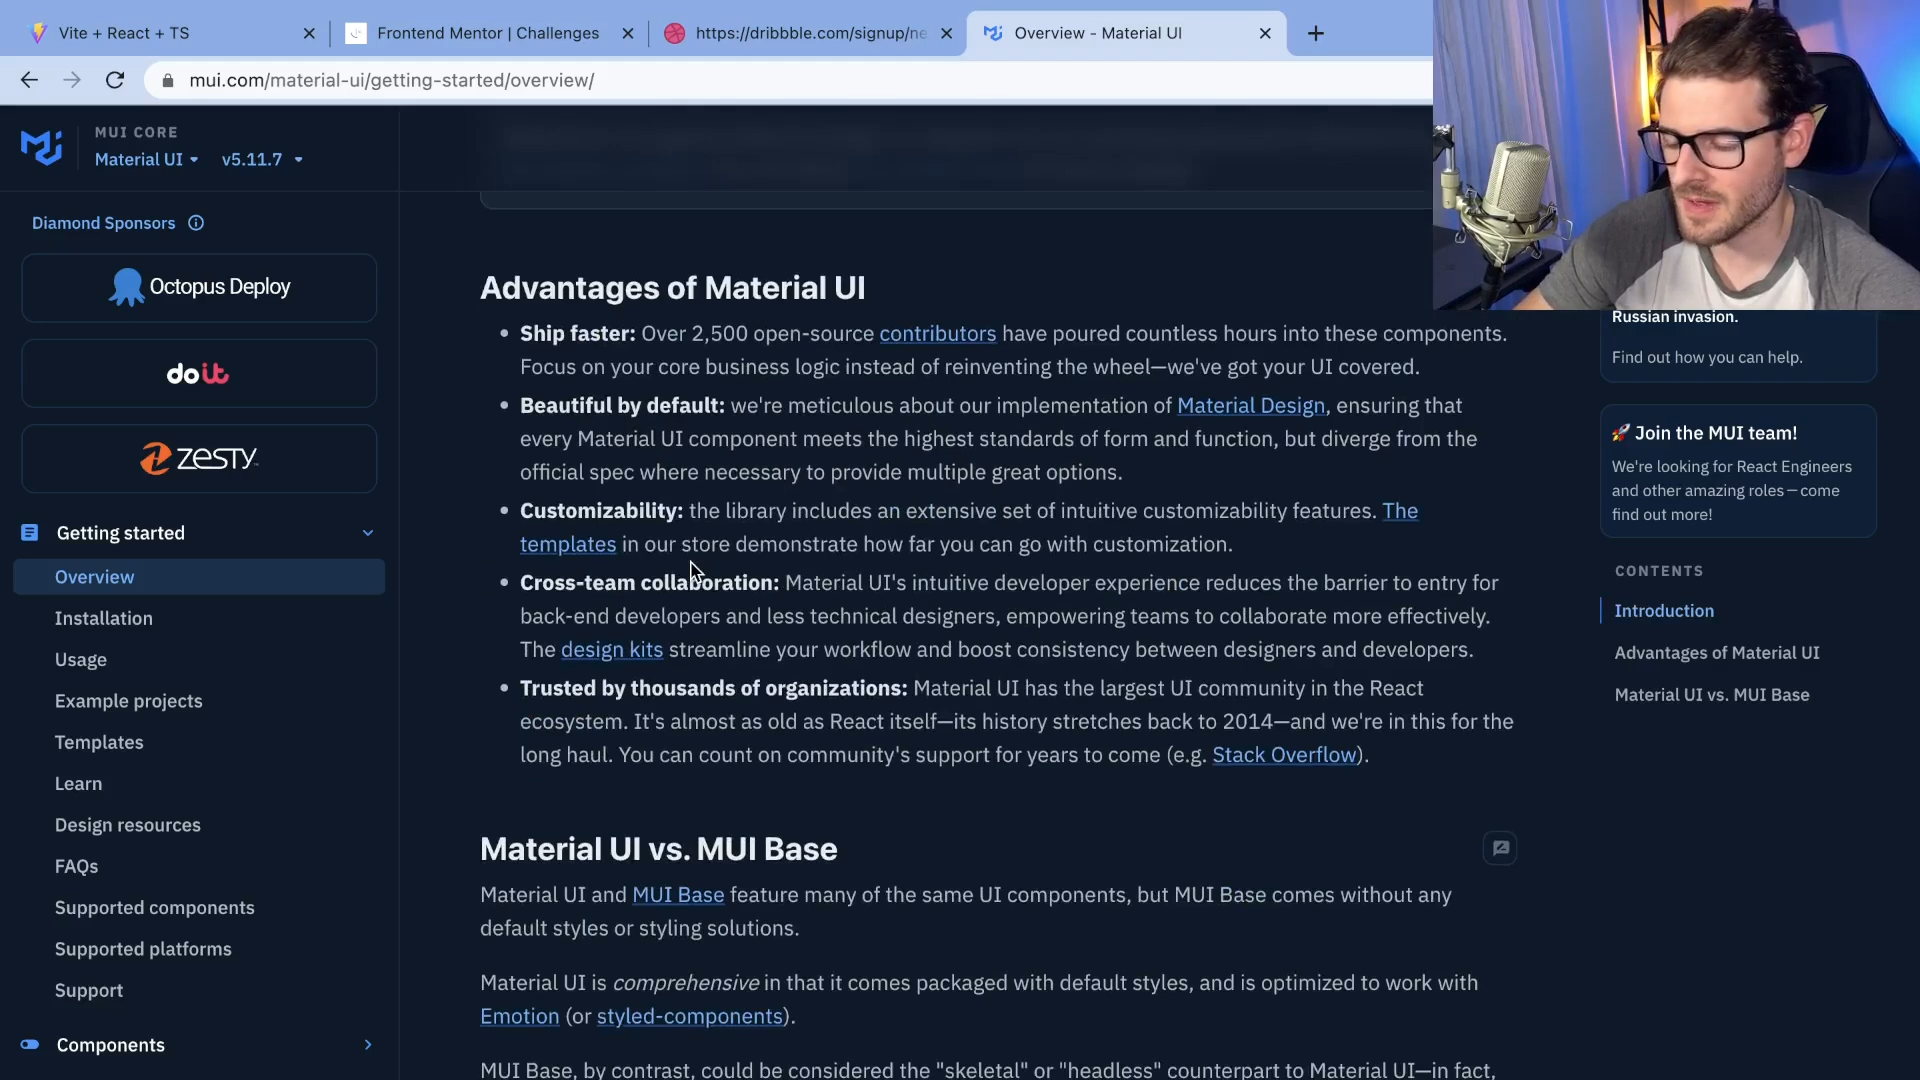 Vite + React + TS
Frontend Mentor | Challenges
https://dribbble.com/signup/ne
Overview - Material UI
mui.com/material-ui/getting-started/overview/
MUI CORE
Material UI
v5.11.7
Diamond Sponsors
Octopus Deploy
doit
ZESTY
Getting started
Overview
Installation
Usage
Example projects
Templates
Learn
Design resources
FAQs
Supported components
Supported platforms
Support
Components
Advantages of Material UI
Ship faster: Over 2,500 open-source contributors have poured countless hours into these components.
Focus on your core business logic instead of reinventing the wheel—we've got your UI covered.
Beautiful by default: we're meticulous about our implementation of Material Design, ensuring that
every Material UI component meets the highest standards of form and function, but diverge from the
official spec where necessary to provide multiple great options.
Customizability: the library includes an extensive set of intuitive customizability features. The
templates in our store demonstrate how far you can go with customization.
Cross-team collaboration: Material UI's intuitive developer experience reduces the barrier to entry for
back-end developers and less technical designers, empowering teams to collaborate more effectively.
The design kits streamline your workflow and boost consistency between designers and developers.
Trusted by thousands of organizations: Material UI has the largest UI community in the React
ecosystem. It's almost as old as React itself—its history stretches back to 2014—and we're in this for the
long haul. You can count on community's support for years to come (e.g. Stack Overflow).
Material UI vs. MUI Base
Material UI and MUI Base feature many of the same UI components, but MUI Base comes without any
default styles or styling solutions.
Material UI is comprehensive in that it comes packaged with default styles, and is optimized to work with
Emotion (or styled-components).
MUI Base, by contrast, could be considered the "skeletal" or "headless" counterpart to Material UI—in fact,
Russian invasion.
Find out how you can help.
🚀 Join the MUI team!
We're looking for React Engineers
and other amazing roles—come
find out more!
CONTENTS
Introduction
Advantages of Material UI
Material UI vs. MUI Base